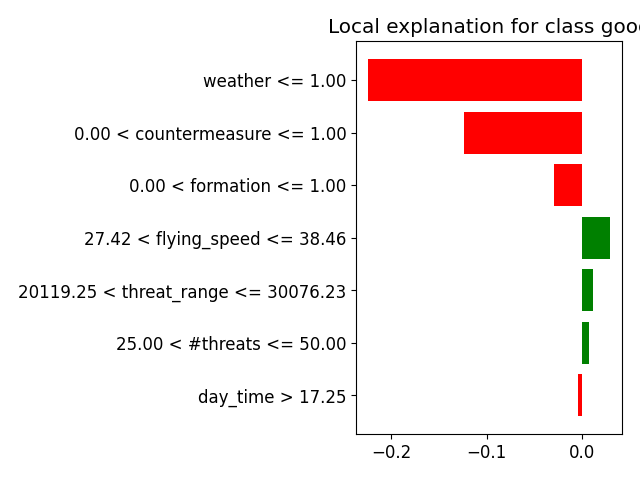 Local explanation for class goo
weather <= 1.00
0.00 < countermeasure <= 1.00
0.00 < formation <= 1.00
27.42 < flying_speed <= 38.46
20119.25 < threat_range <= 30076.23
25.00 < #threats <= 50.00
day_time > 17.25
−0.2 −0.1 0.0